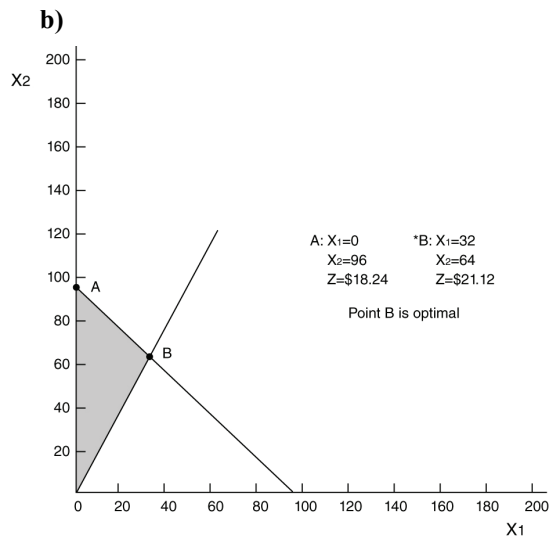 b)
200
X2
180
160
140
120
A: X1=0 *B: X1=32
X2=96 X2=64
100
A
Z=$18.24 Z=$21.12
Point B is optimal
80
B
60
40
20
0 20 40 60 80 100 120 140 160 180 200
X1